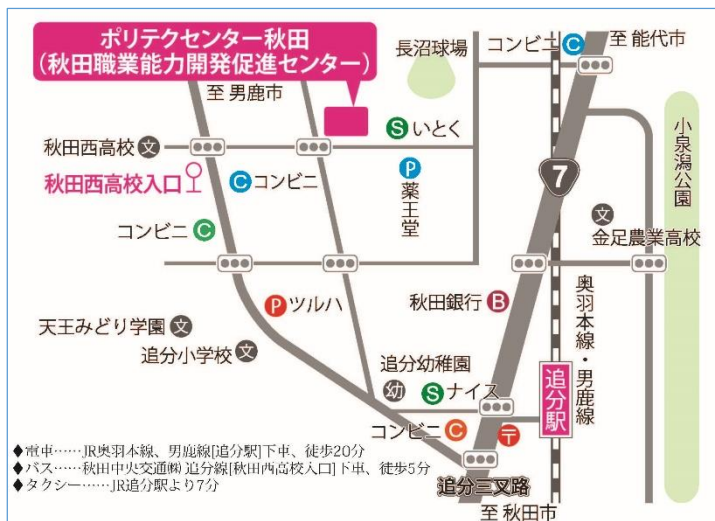 ポリテクセンター秋田
(秋田職業能力開発促進センター)
長沼球場
コンビニ C
至 能代市
至 男鹿市
秋田西高校 文
S いとく
小泉潟公園
秋田西高校入口
C コンビニ
P
薬王堂
7
文
金足農業高校
コンビニ C
P ツルハ
秋田銀行 B
奥羽本線・男鹿線
天王みどり学園 文
追分小学校 文
追分幼稚園
幼
S ナイス
追分駅
コンビニ C
〒
◆電車……JR奥羽本線、男鹿線[追分駅]下車、徒歩20分
◆バス……秋田中央交通㈱ 追分線[秋田西高校入口]下車、徒歩5分
◆タクシー……JR追分駅より7分
追分三叉路
至 秋田市